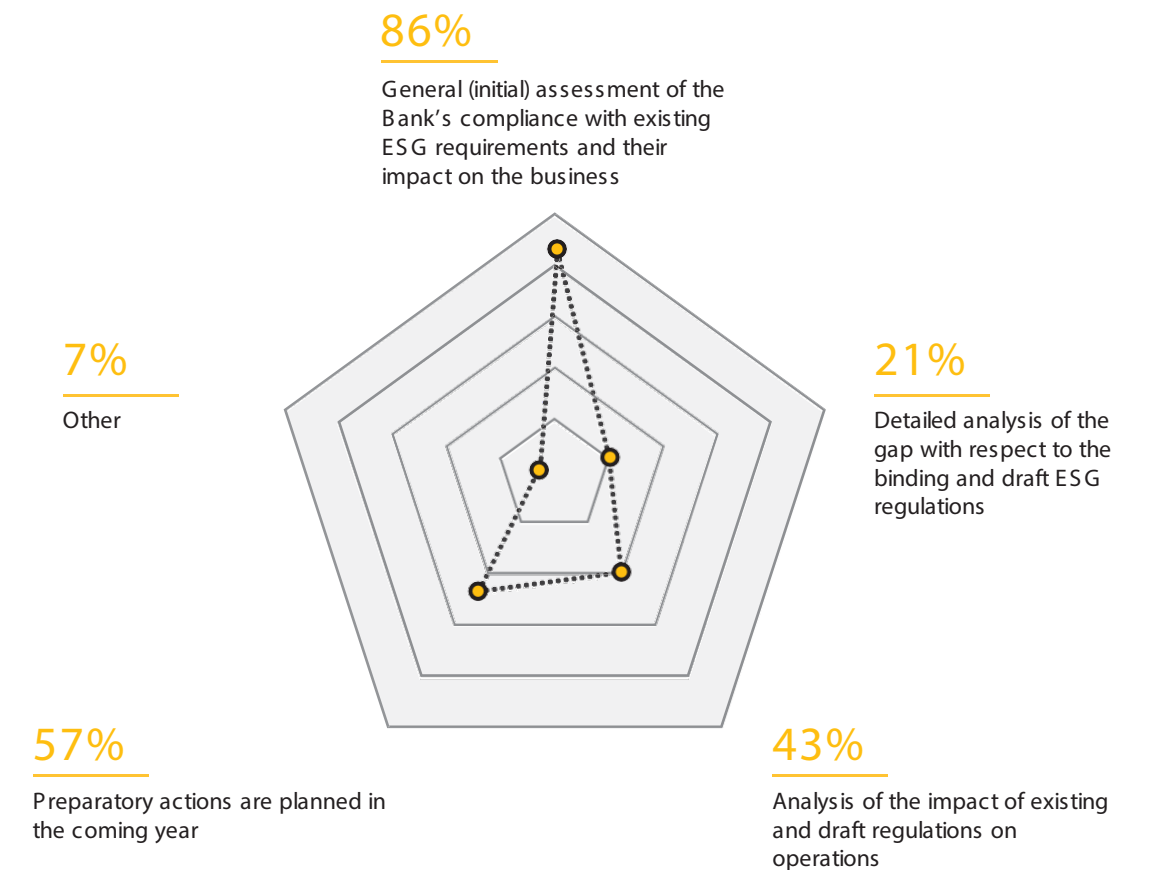 86%
General (initial) assessment of the
Bank's compliance with existing
ESG requirements and their
impact on the business
7%
Other
21%
Detailed analysis of the
gap with respect to the
binding and draft ESG
regulations
57%
Preparatory actions are planned in
the coming year
43%
Analysis of the impact of existing
and draft regulations on
operations